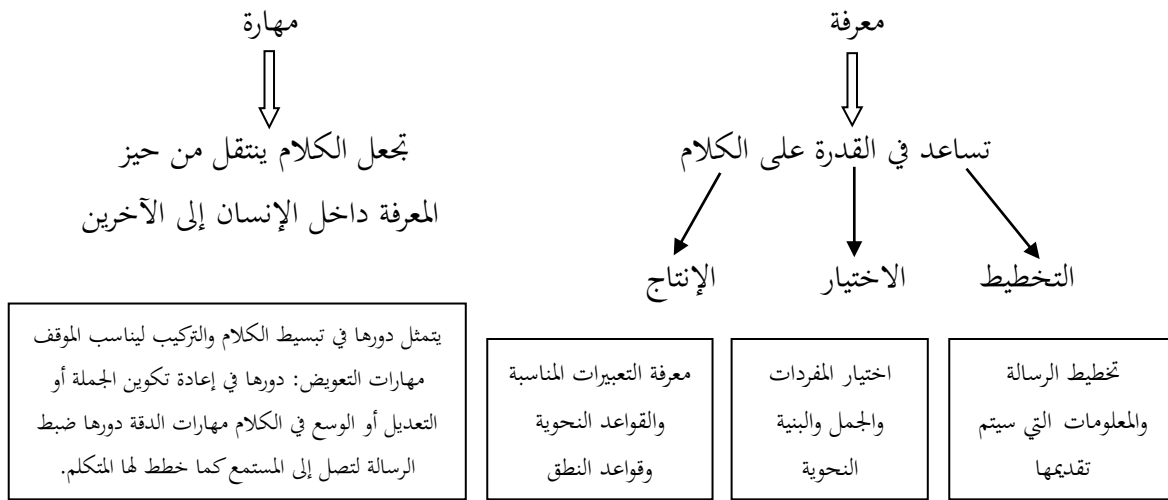 معرفة
تساعد في القدرة على الكلام
التخطيط
الاختيار
الإنتاج
تخطيط الرسالة
والمعلومات التي سيتم
تقديمها
اختيار المفردات
والجمل والبنية
النحوية
معرفة التعبيرات المناسبة
والقواعد النحوية
وقواعد النطق
مهارة
تجعل الكلام ينتقل من حيز
المعرفة داخل الإنسان إلى الآخرين
يتمثل دورها في تبسيط الكلام والتركيب ليناسب الموقف
مهارات التعويض: دورها في إعادة تكوين الجملة أو
التعديل أو الوسع في الكلام مهارات الدقة دورها ضبط
الرسالة لتصل إلى المستمع كما خطط لها المتكلم.